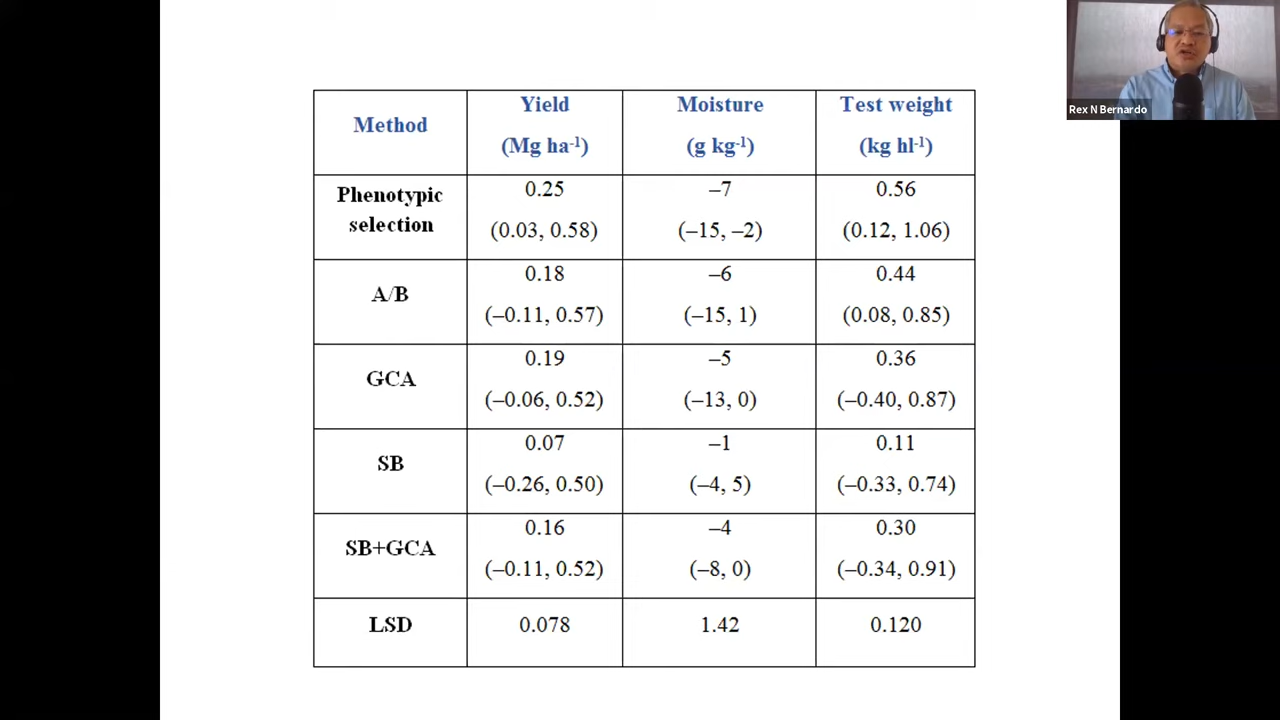 Rex N Bernardo
Method
Yield
(Mg ha-1)
Moisture
(g kg-1)
Test weight
(kg hl-1)
Phenotypic
selection
0.25
(0.03, 0.58)
–7
(–15, –2)
0.56
(0.12, 1.06)
A/B
0.18
(–0.11, 0.57)
–6
(–15, 1)
0.44
(0.08, 0.85)
GCA
0.19
(–0.06, 0.52)
–5
(–13, 0)
0.36
(–0.40, 0.87)
SB
0.07
(–0.26, 0.50)
–1
(–4, 5)
0.11
(–0.33, 0.74)
SB+GCA
0.16
(–0.11, 0.52)
–4
(–8, 0)
0.30
(–0.34, 0.91)
LSD
0.078
1.42
0.120